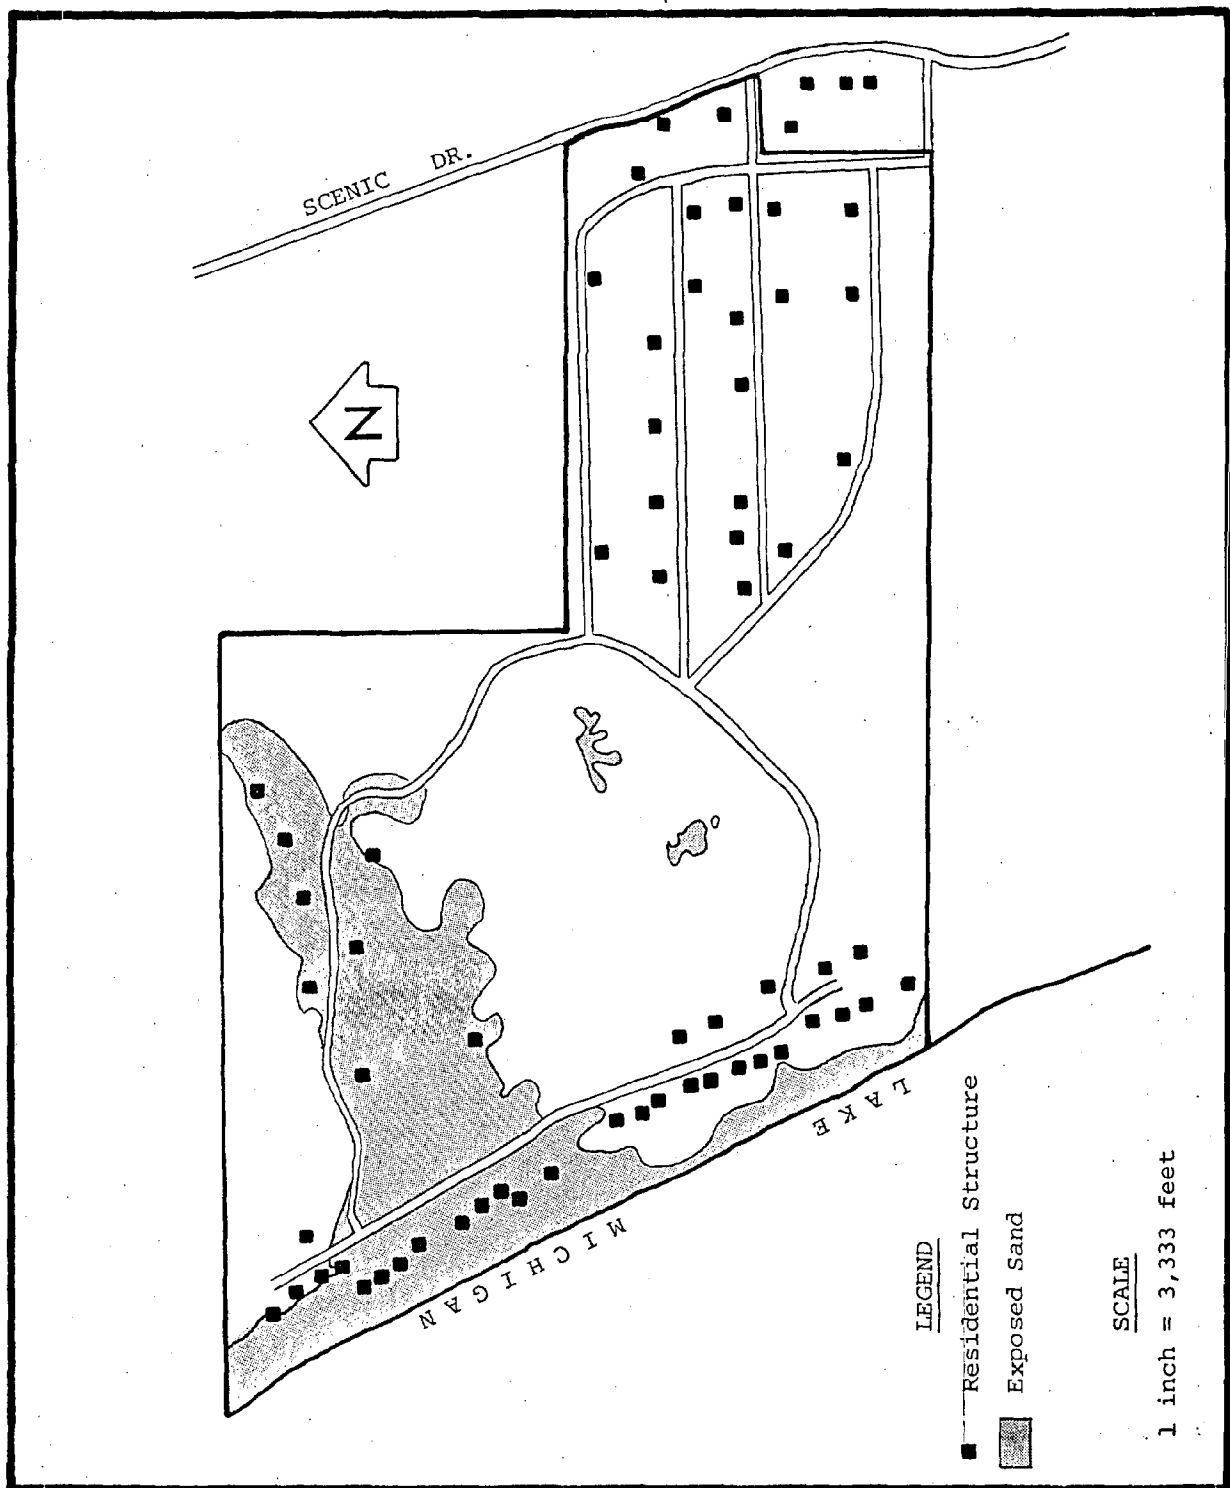 SCENIC DR.
N
LAKE
MICHIGAN
LEGEND
Residential Structure
Exposed Sand
SCALE
1 inch = 3,333 feet